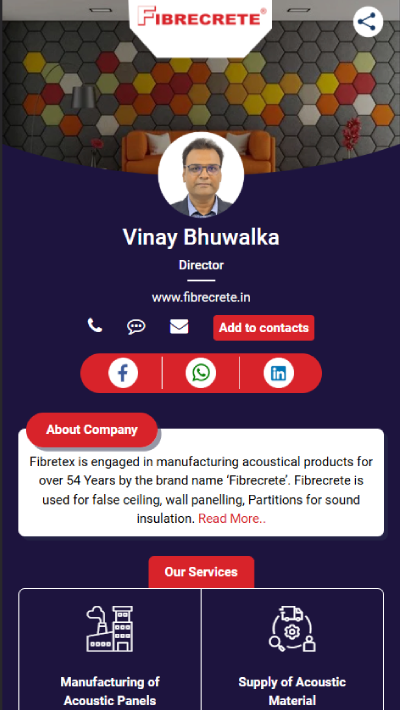 FIBRECRETE®
Vinay Bhuwalka
Director
www.fibrecrete.in
Add to contacts
About Company
Fibretex is engaged in manufacturing acoustical products for
over 54 Years by the brand name ‘Fibrecrete’. Fibrecrete is
used for false ceiling, wall panelling, Partitions for sound
insulation. Read More..
Our Services
Manufacturing of
Acoustic Panels
Supply of Acoustic
Material